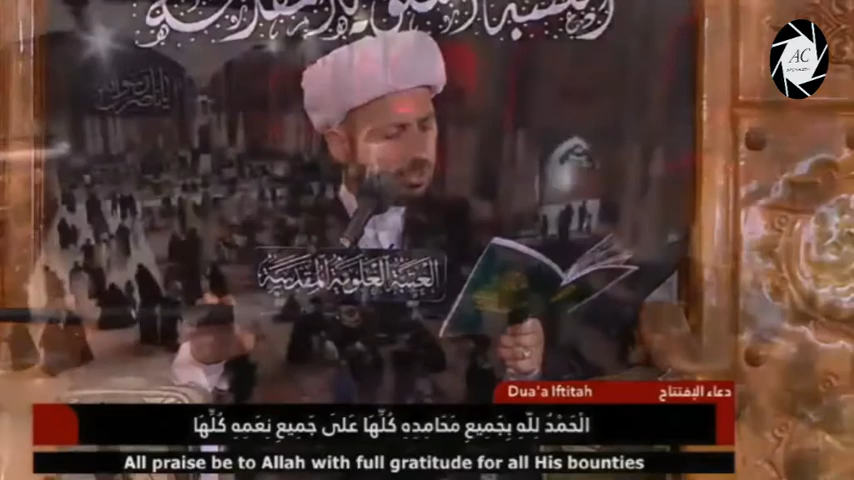 AC
العتبة العلوية المقدسة
Dua'a Iftitah
دعاء الإفتتاح
الْحَمْدُ لِلّهِ بِجَمِيعِ مَحَامِدِهِ كُلِّهَا عَلَى جَمِيعِ نِعَمِهِ كُلِّهَا
All praise be to Allah with full gratitude for all His bounties